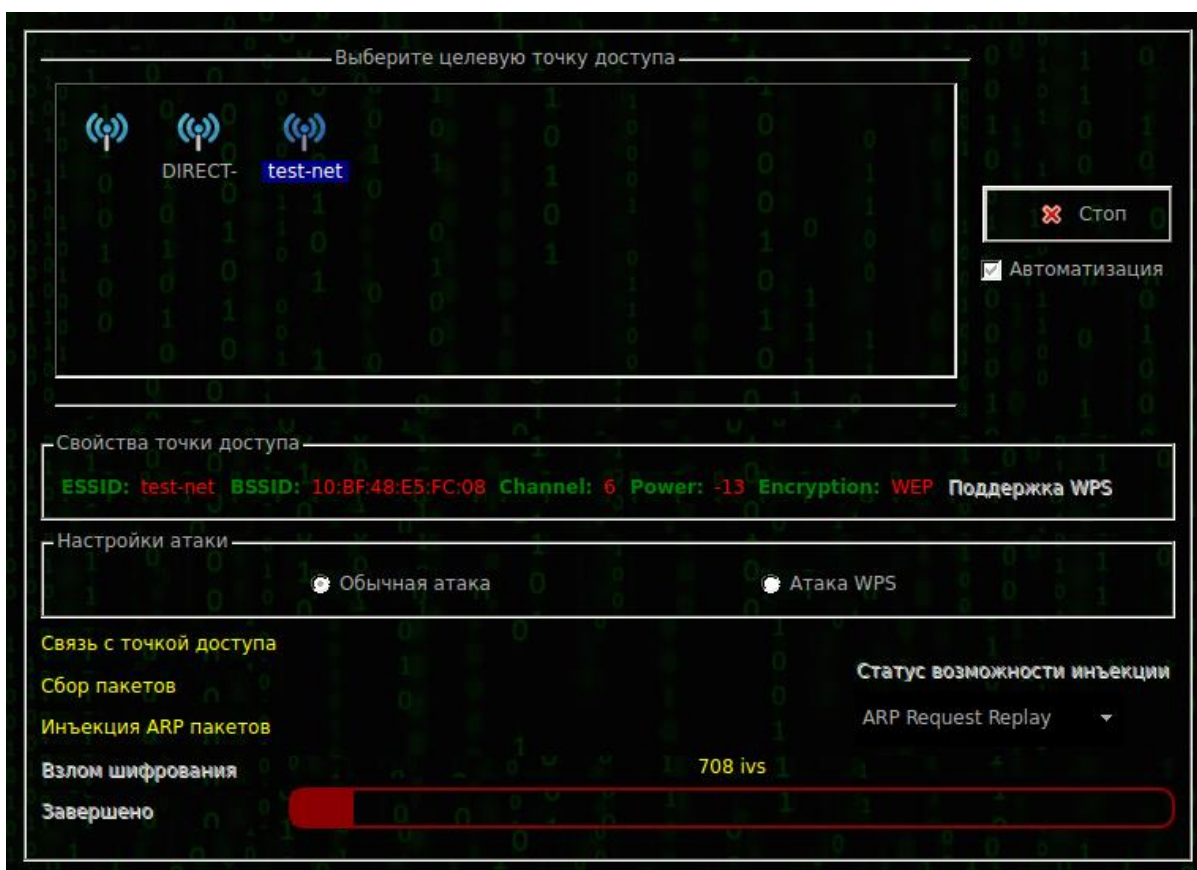 Выберите целевую точку доступа
DIRECT- test-net
Стоп
Автоматизация
Свойства точки доступа
ESSID: test-net BSSID: 10:BF:48:E5:FC:08 Channel: 6 Power: -13 Encryption: WEP Поддержка WPS
Настройки атаки
Обычная атака Атака WPS
Связь с точкой доступа
Статус возможности инъекции
Сбор пакетов
ARP Request Replay
Инъекция ARP пакетов
Взлом шифрования 708 ivs
Завершено